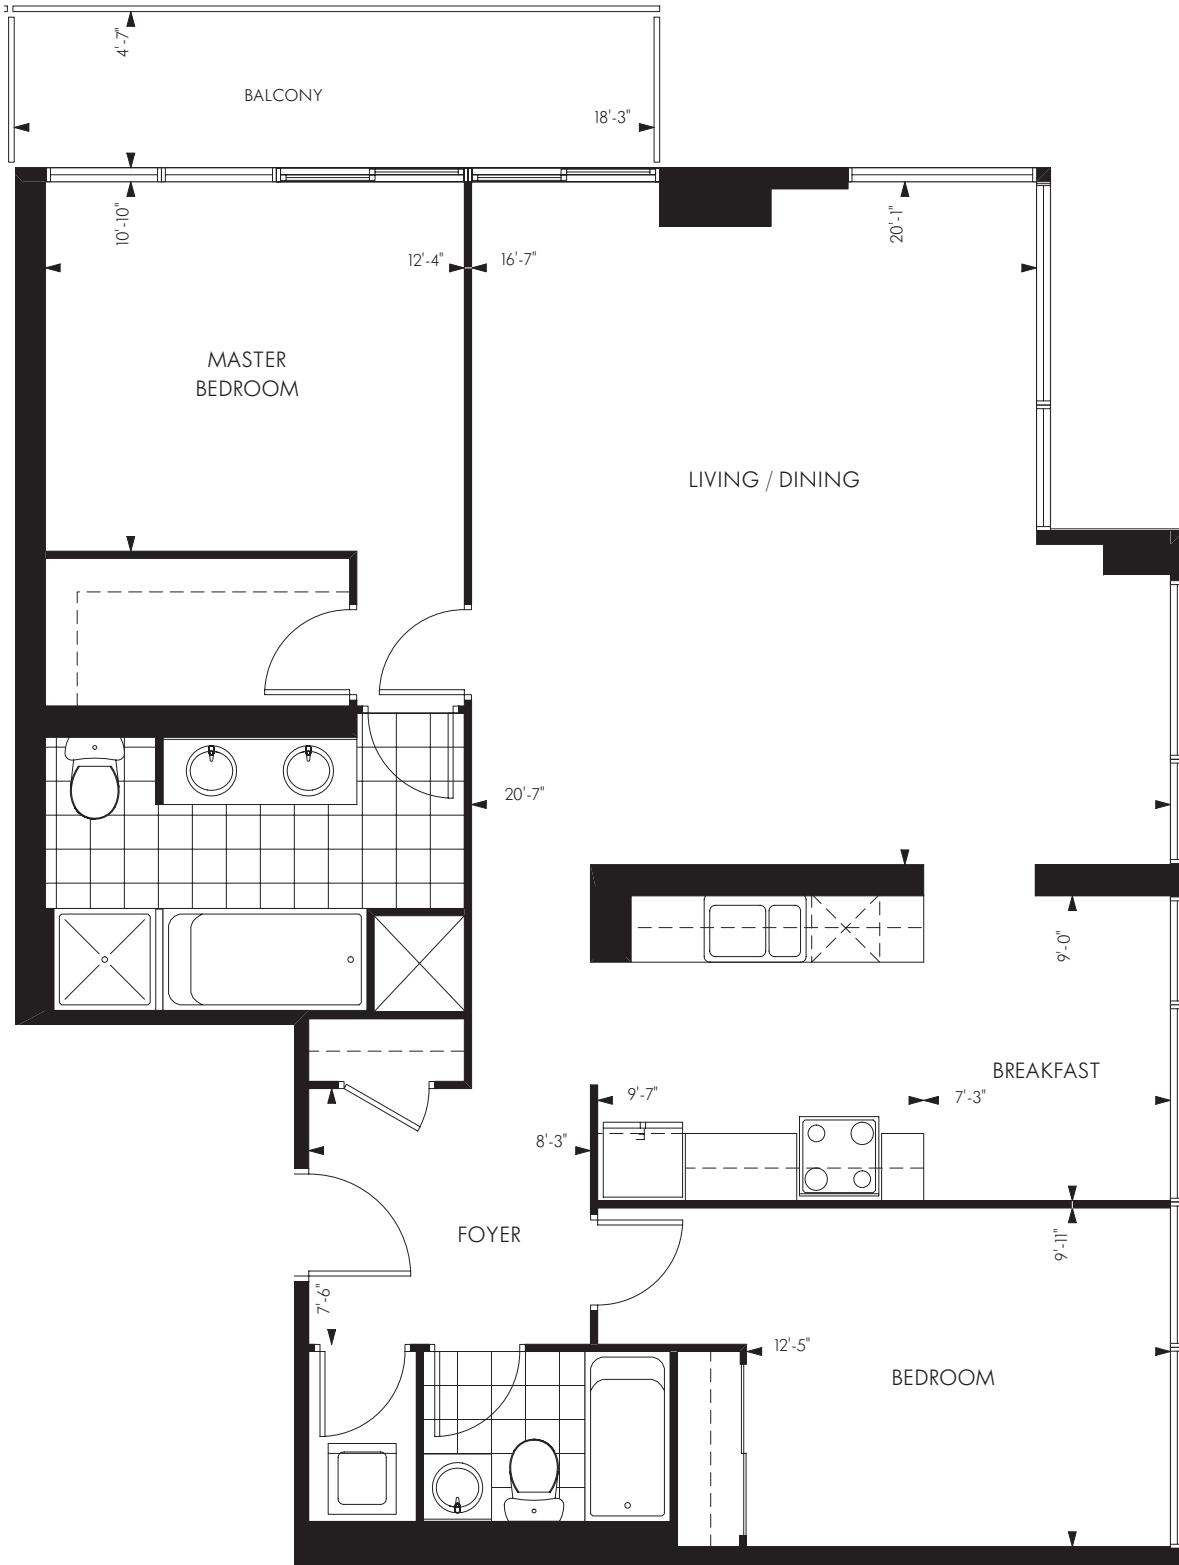 4'-7"
BALCONY
18'-3"
10'-10"
12'-4"
16'-7"
20'-1"
MASTER
BEDROOM
LIVING / DINING
20'-7"
9'-0"
BREAKFAST
9'-7"
7'-3"
8'-3"
FOYER
9'-11"
7'-6"
12'-5"
BEDROOM